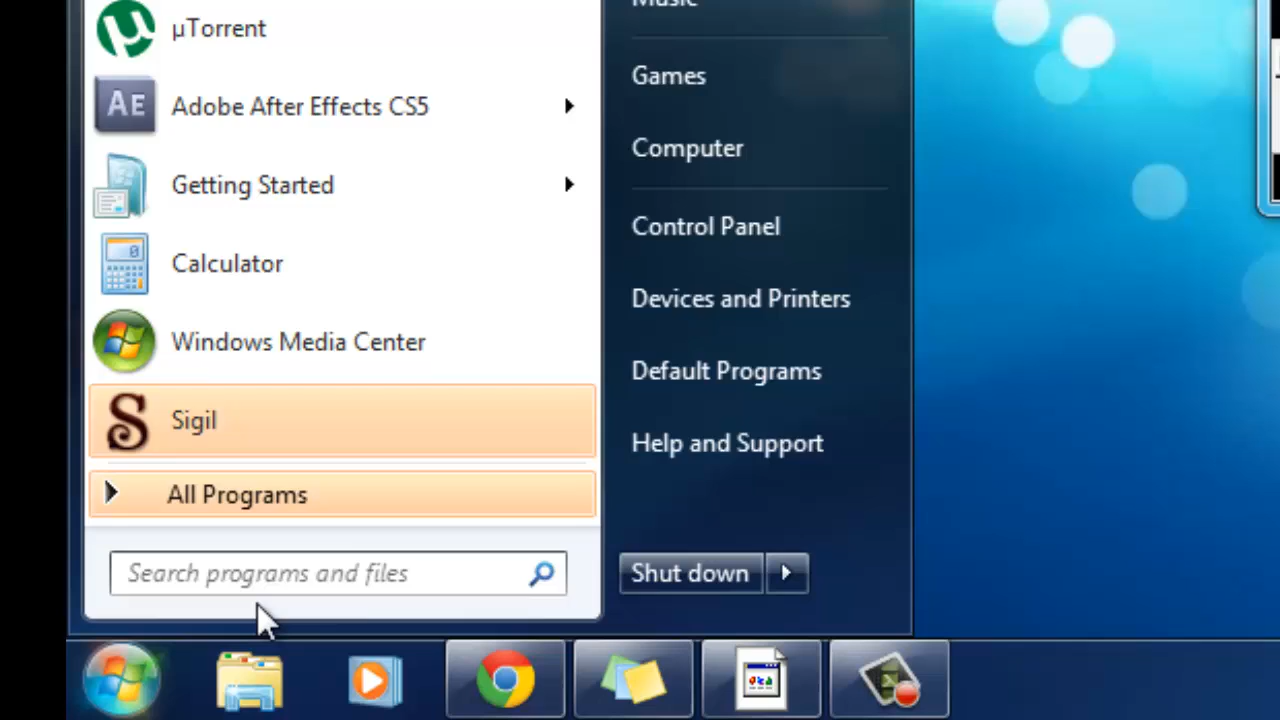 µTorrent
AE Adobe After Effects CS5
Getting Started
Calculator
Windows Media Center
Sigil
All Programs
Search programs and files
Music
Games
Computer
Control Panel
Devices and Printers
Default Programs
Help and Support
Shut down